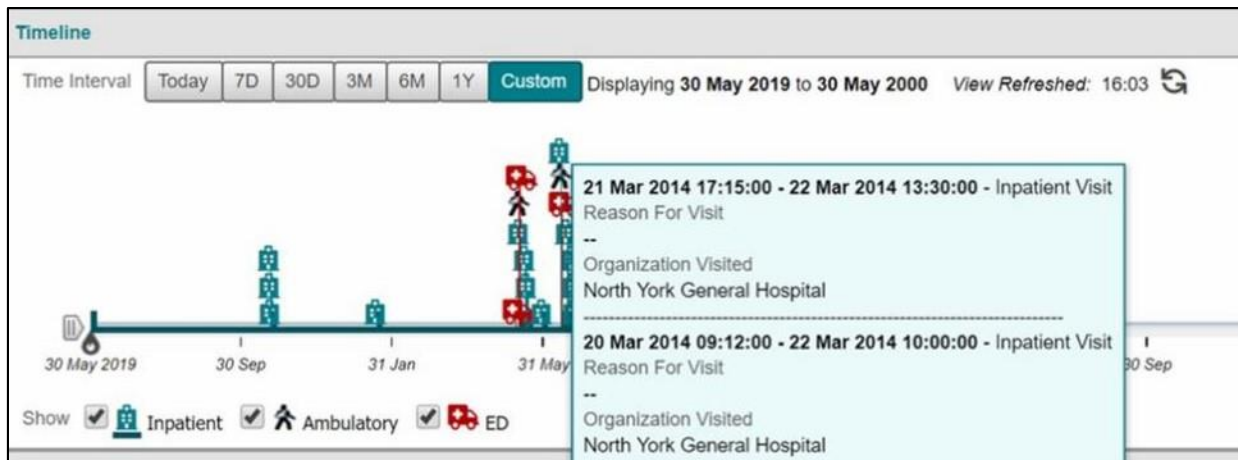 Timeline
Time Interval Today 7D 30D 3M 6M 1Y Custom Displaying 30 May 2019 to 30 May 2000 View Refreshed: 16:03
21 Mar 2014 17:15:00 - 22 Mar 2014 13:30:00 - Inpatient Visit
Reason For Visit
--
Organization Visited
North York General Hospital
--------------------------------------------------------------------------------
20 Mar 2014 09:12:00 - 22 Mar 2014 10:00:00 - Inpatient Visit
Reason For Visit
--
Organization Visited
North York General Hospital
30 May 2019 30 Sep 31 Jan 31 May 30 Sep
Show Inpatient Ambulatory ED